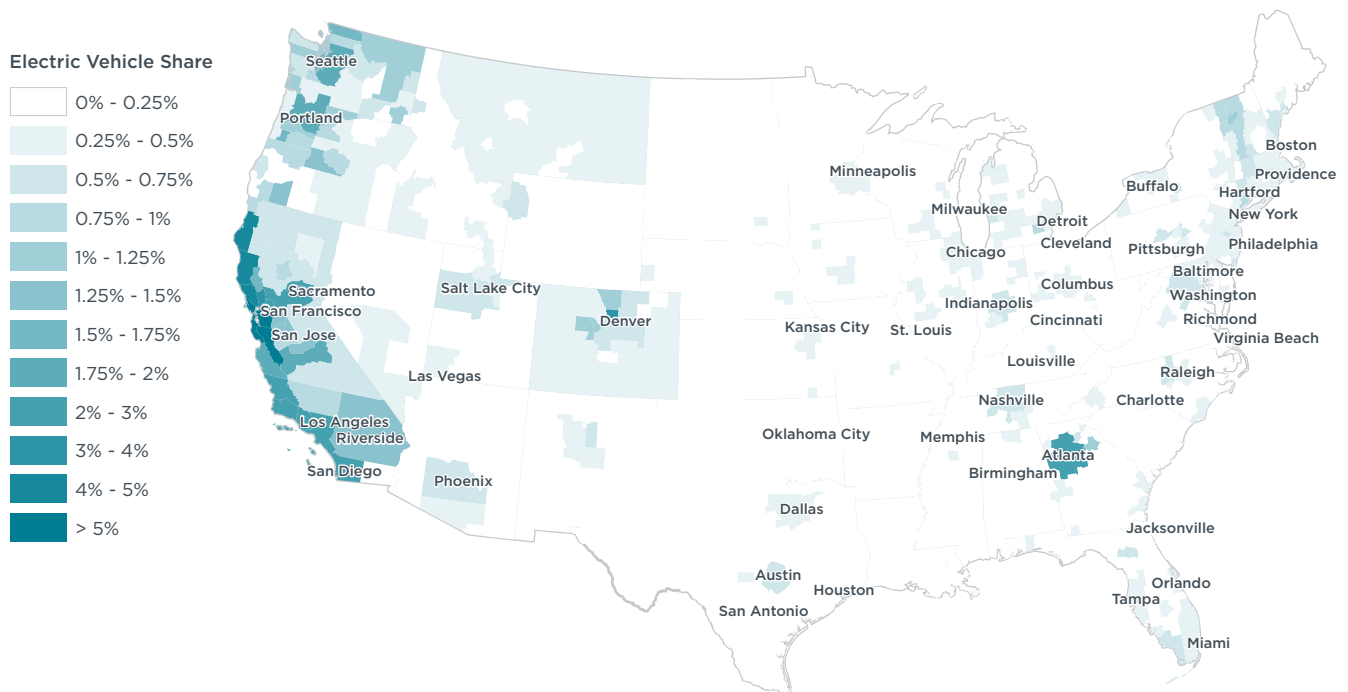 Electric Vehicle Share
0% - 0.25%
0.25% - 0.5%
0.5% - 0.75%
0.75% - 1%
1% - 1.25%
1.25% - 1.5%
1.5% - 1.75%
1.75% - 2%
2% - 3%
3% - 4%
4% - 5%
> 5%
Seattle
Portland
Sacramento
San Francisco
San Jose
Los Angeles
Riverside
San Diego
Las Vegas
Salt Lake City
Phoenix
Denver
Minneapolis
Milwaukee
Chicago
Detroit
Cleveland
Columbus
Indianapolis
Cincinnati
Kansas City
St. Louis
Louisville
Oklahoma City
Nashville
Memphis
Birmingham
Atlanta
Dallas
Austin
Houston
San Antonio
Buffalo
Boston
Providence
Hartford
New York
Pittsburgh
Philadelphia
Baltimore
Washington
Richmond
Virginia Beach
Raleigh
Charlotte
Jacksonville
Orlando
Tampa
Miami